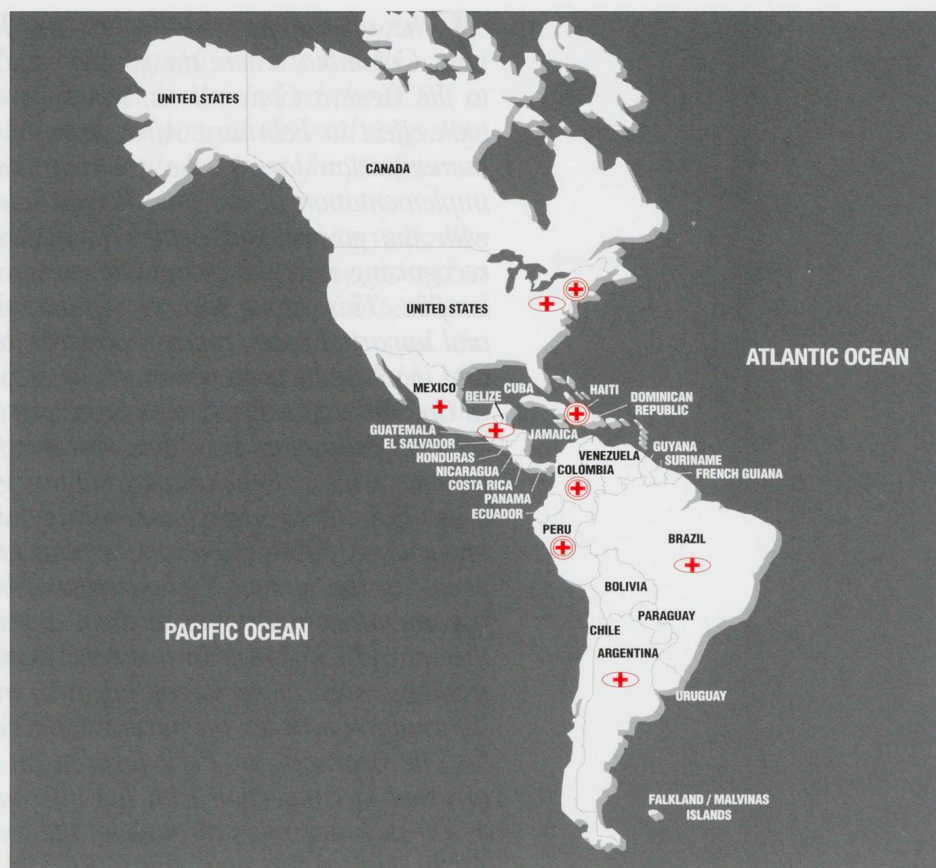 UNITED STATES
CANADA
UNITED STATES
ATLANTIC OCEAN
MEXICO
BELIZE
CUBA
HAITI
DOMINICAN
REPUBLIC
GUATEMALA
EL SALVADOR
HONDURAS
NICARAGUA
COSTA RICA
PANAMA
ECUADOR
JAMAICA
VENEZUELA
COLOMBIA
GUYANA
SURINAME
FRENCH GUIANA
PERU
BRAZIL
BOLIVIA
PARAGUAY
PACIFIC OCEAN
CHILE
ARGENTINA
URUGUAY
FALKLAND / MALVINAS
ISLANDS